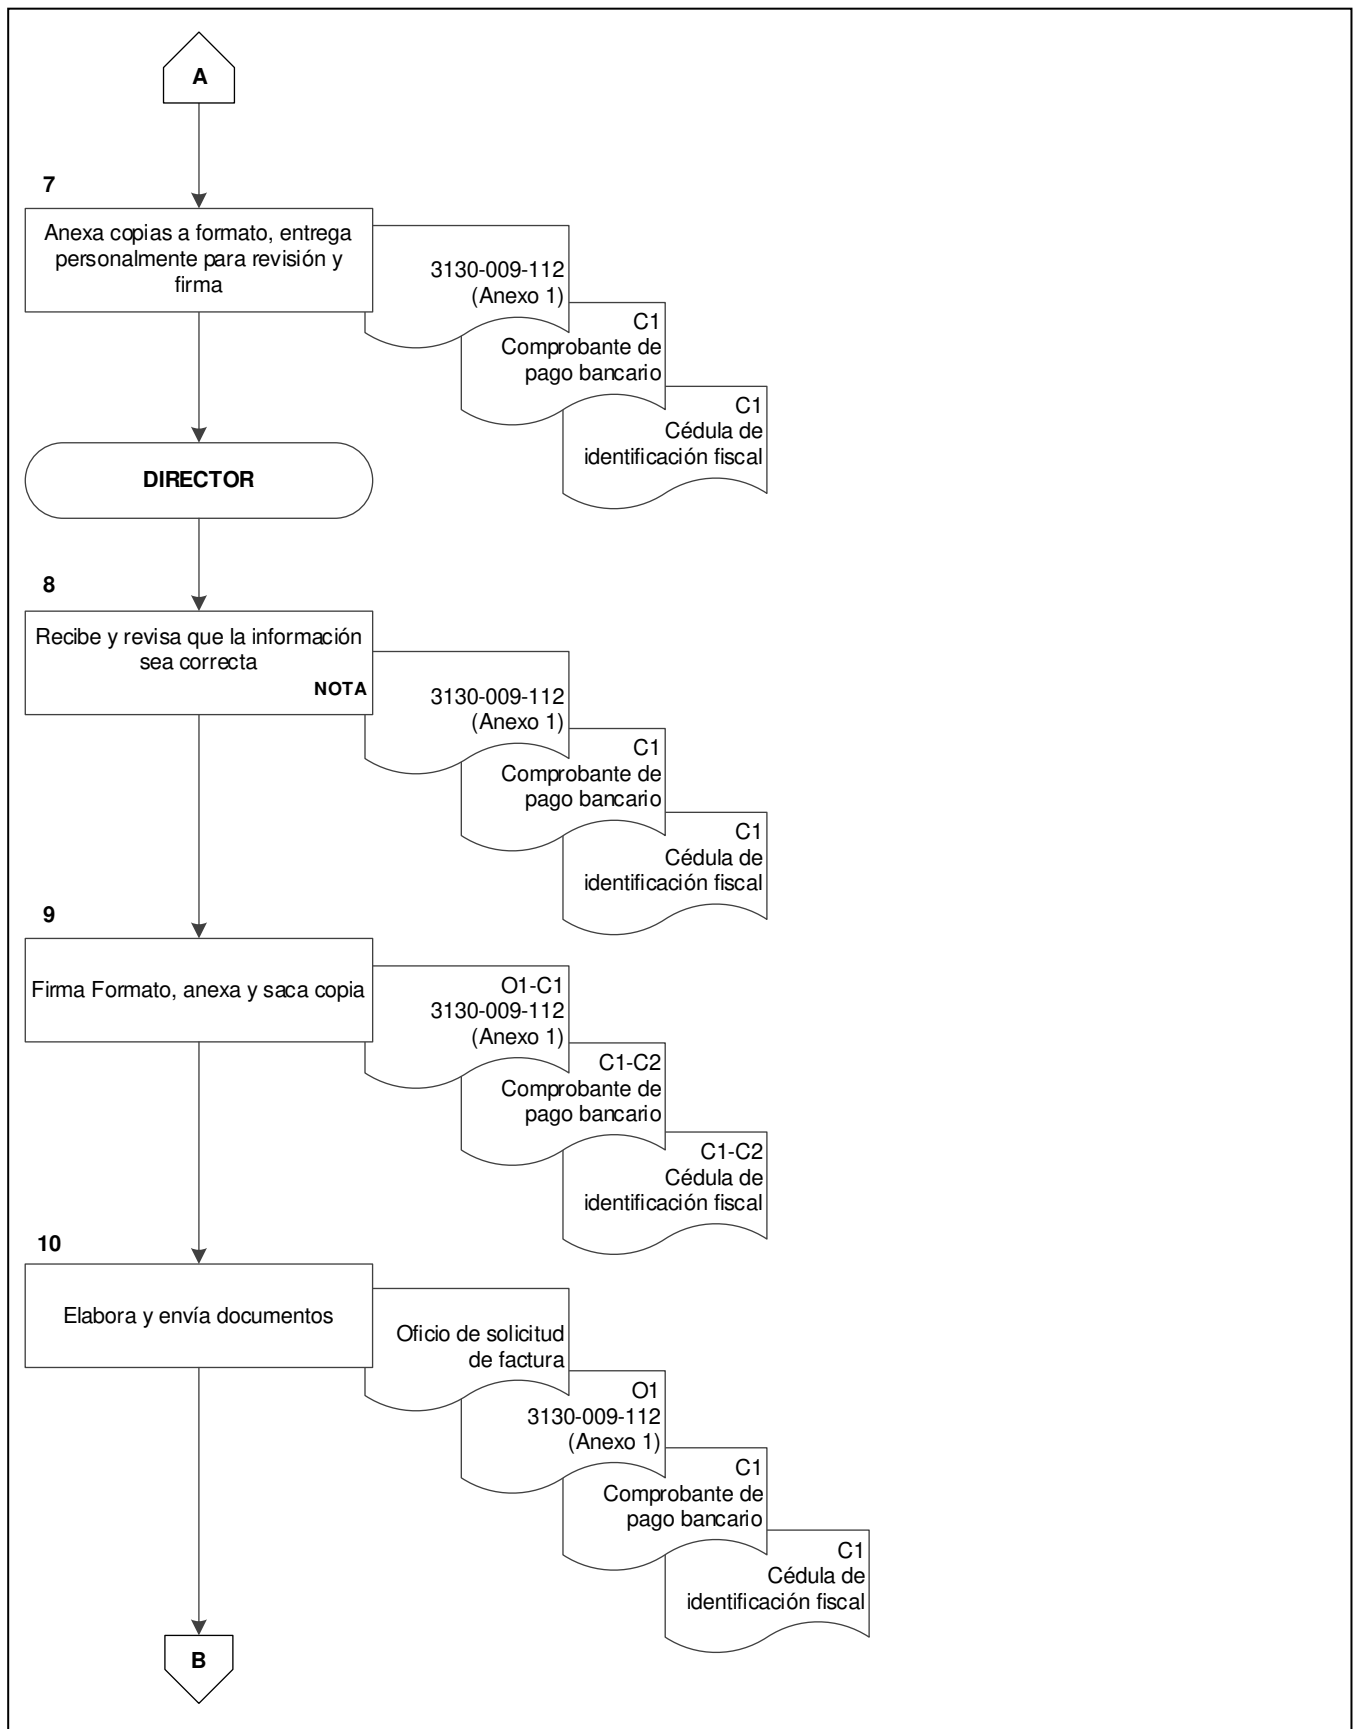 A
7
Anexa copias a formato, entrega
personalmente para revisión y
firma
3130-009-112
(Anexo 1)
C1
Comprobante de
pago bancario
C1
Cédula de
identificación fiscal
DIRECTOR
8
Recibe y revisa que la información
sea correcta
NOTA
3130-009-112
(Anexo 1)
C1
Comprobante de
pago bancario
C1
Cédula de
identificación fiscal
9
Firma Formato, anexa y saca copia
O1-C1
3130-009-112
(Anexo 1)
C1-C2
Comprobante de
pago bancario
C1-C2
Cédula de
identificación fiscal
10
Elabora y envía documentos
Oficio de solicitud
de factura
O1
3130-009-112
(Anexo 1)
C1
Comprobante de
pago bancario
C1
Cédula de
identificación fiscal
B